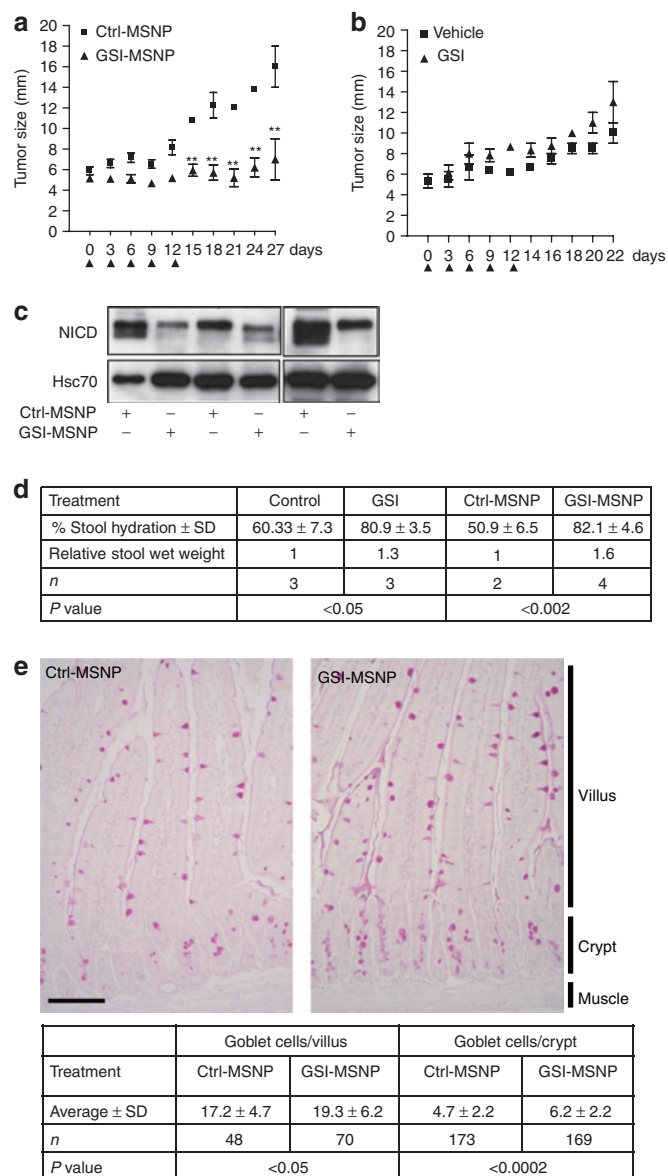 a
Ctrl-MSNP
GSI-MSNP
Tumor size (mm)
20
18
16
14
12
10
8
6
4
2
0
** ** ** ** **
0 3 6 9 12 15 18 21 24 27 days
b
Vehicle
GSI
Tumor size (mm)
20
18
16
14
12
10
8
6
4
2
0
0 3 6 9 12 14 16 18 20 22 days
c
NICD
Hsc70
Ctrl-MSNP + – + – + –
GSI-MSNP – + – + – +
d
Treatment Control GSI Ctrl-MSNP GSI-MSNP
% Stool hydration ± SD 60.33 ± 7.3 80.9 ± 3.5 50.9 ± 6.5 82.1 ± 4.6
Relative stool wet weight 1 1.3 1 1.6
n 3 3 2 4
P value <0.05 <0.002
e
Ctrl-MSNP
GSI-MSNP
Villus
Crypt
Muscle
Goblet cells/villus Goblet cells/crypt
Treatment Ctrl-MSNP GSI-MSNP Ctrl-MSNP GSI-MSNP
Average ± SD 17.2 ± 4.7 19.3 ± 6.2 4.7 ± 2.2 6.2 ± 2.2
n 48 70 173 169
P value <0.05 <0.0002